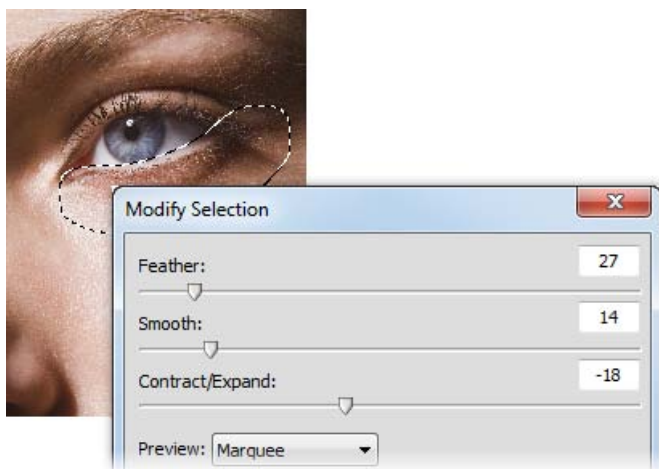 Modify Selection
Feather: 27
Smooth: 14
Contract/Expand: -18
Preview: Marquee